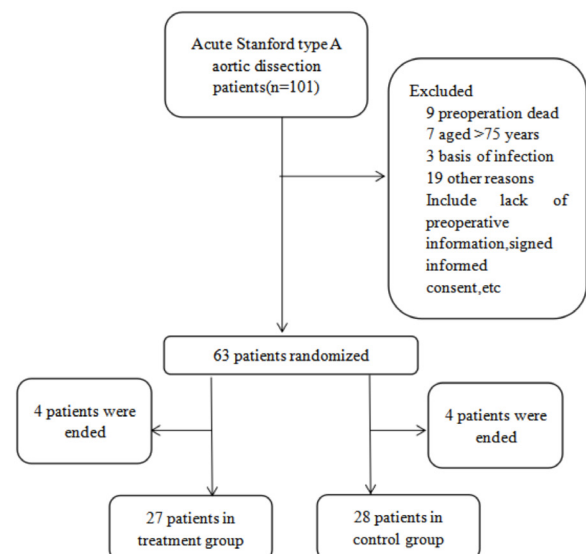 Acute Stanford type A
aortic dissection
patients(n=101)
Excluded
9 preoperation dead
7 aged >75 years
3 basis of infection
19 other reasons
Include lack of
preoperative
information,signed
informed
consent,etc
63 patients randomized
4 patients were
ended
4 patients were
ended
27 patients in
treatment group
28 patients in
control group